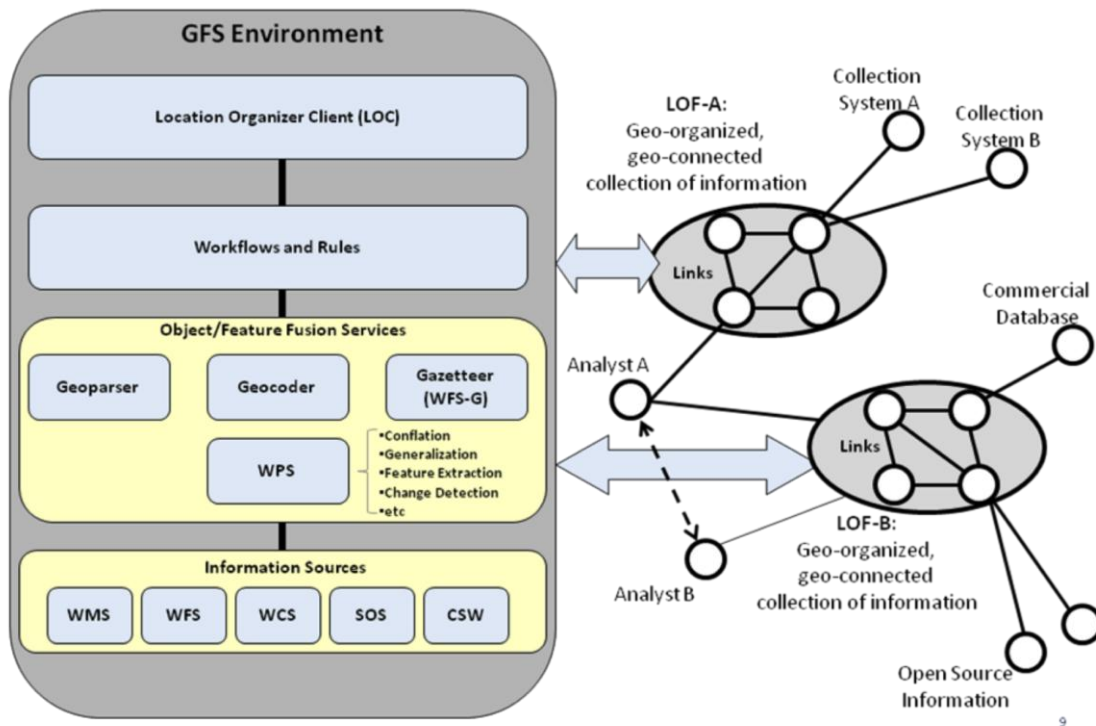 GFS Environment
Location Organizer Client (LOC)
Workflows and Rules
Object/Feature Fusion Services
Geoparser
Geocoder
Gazetteer
(WFS-G)
WPS
•Conflation
•Generalization
•Feature Extraction
•Change Detection
•etc
Information Sources
WMS
WFS
WCS
SOS
CSW
LOF-A:
Geo-organized,
geo-connected
collection of information
Collection
System A
Collection
System B
Links
Analyst A
Commercial
Database
Links
LOF-B:
Geo-organized,
geo-connected
collection of information
Analyst B
Open Source
Information
9